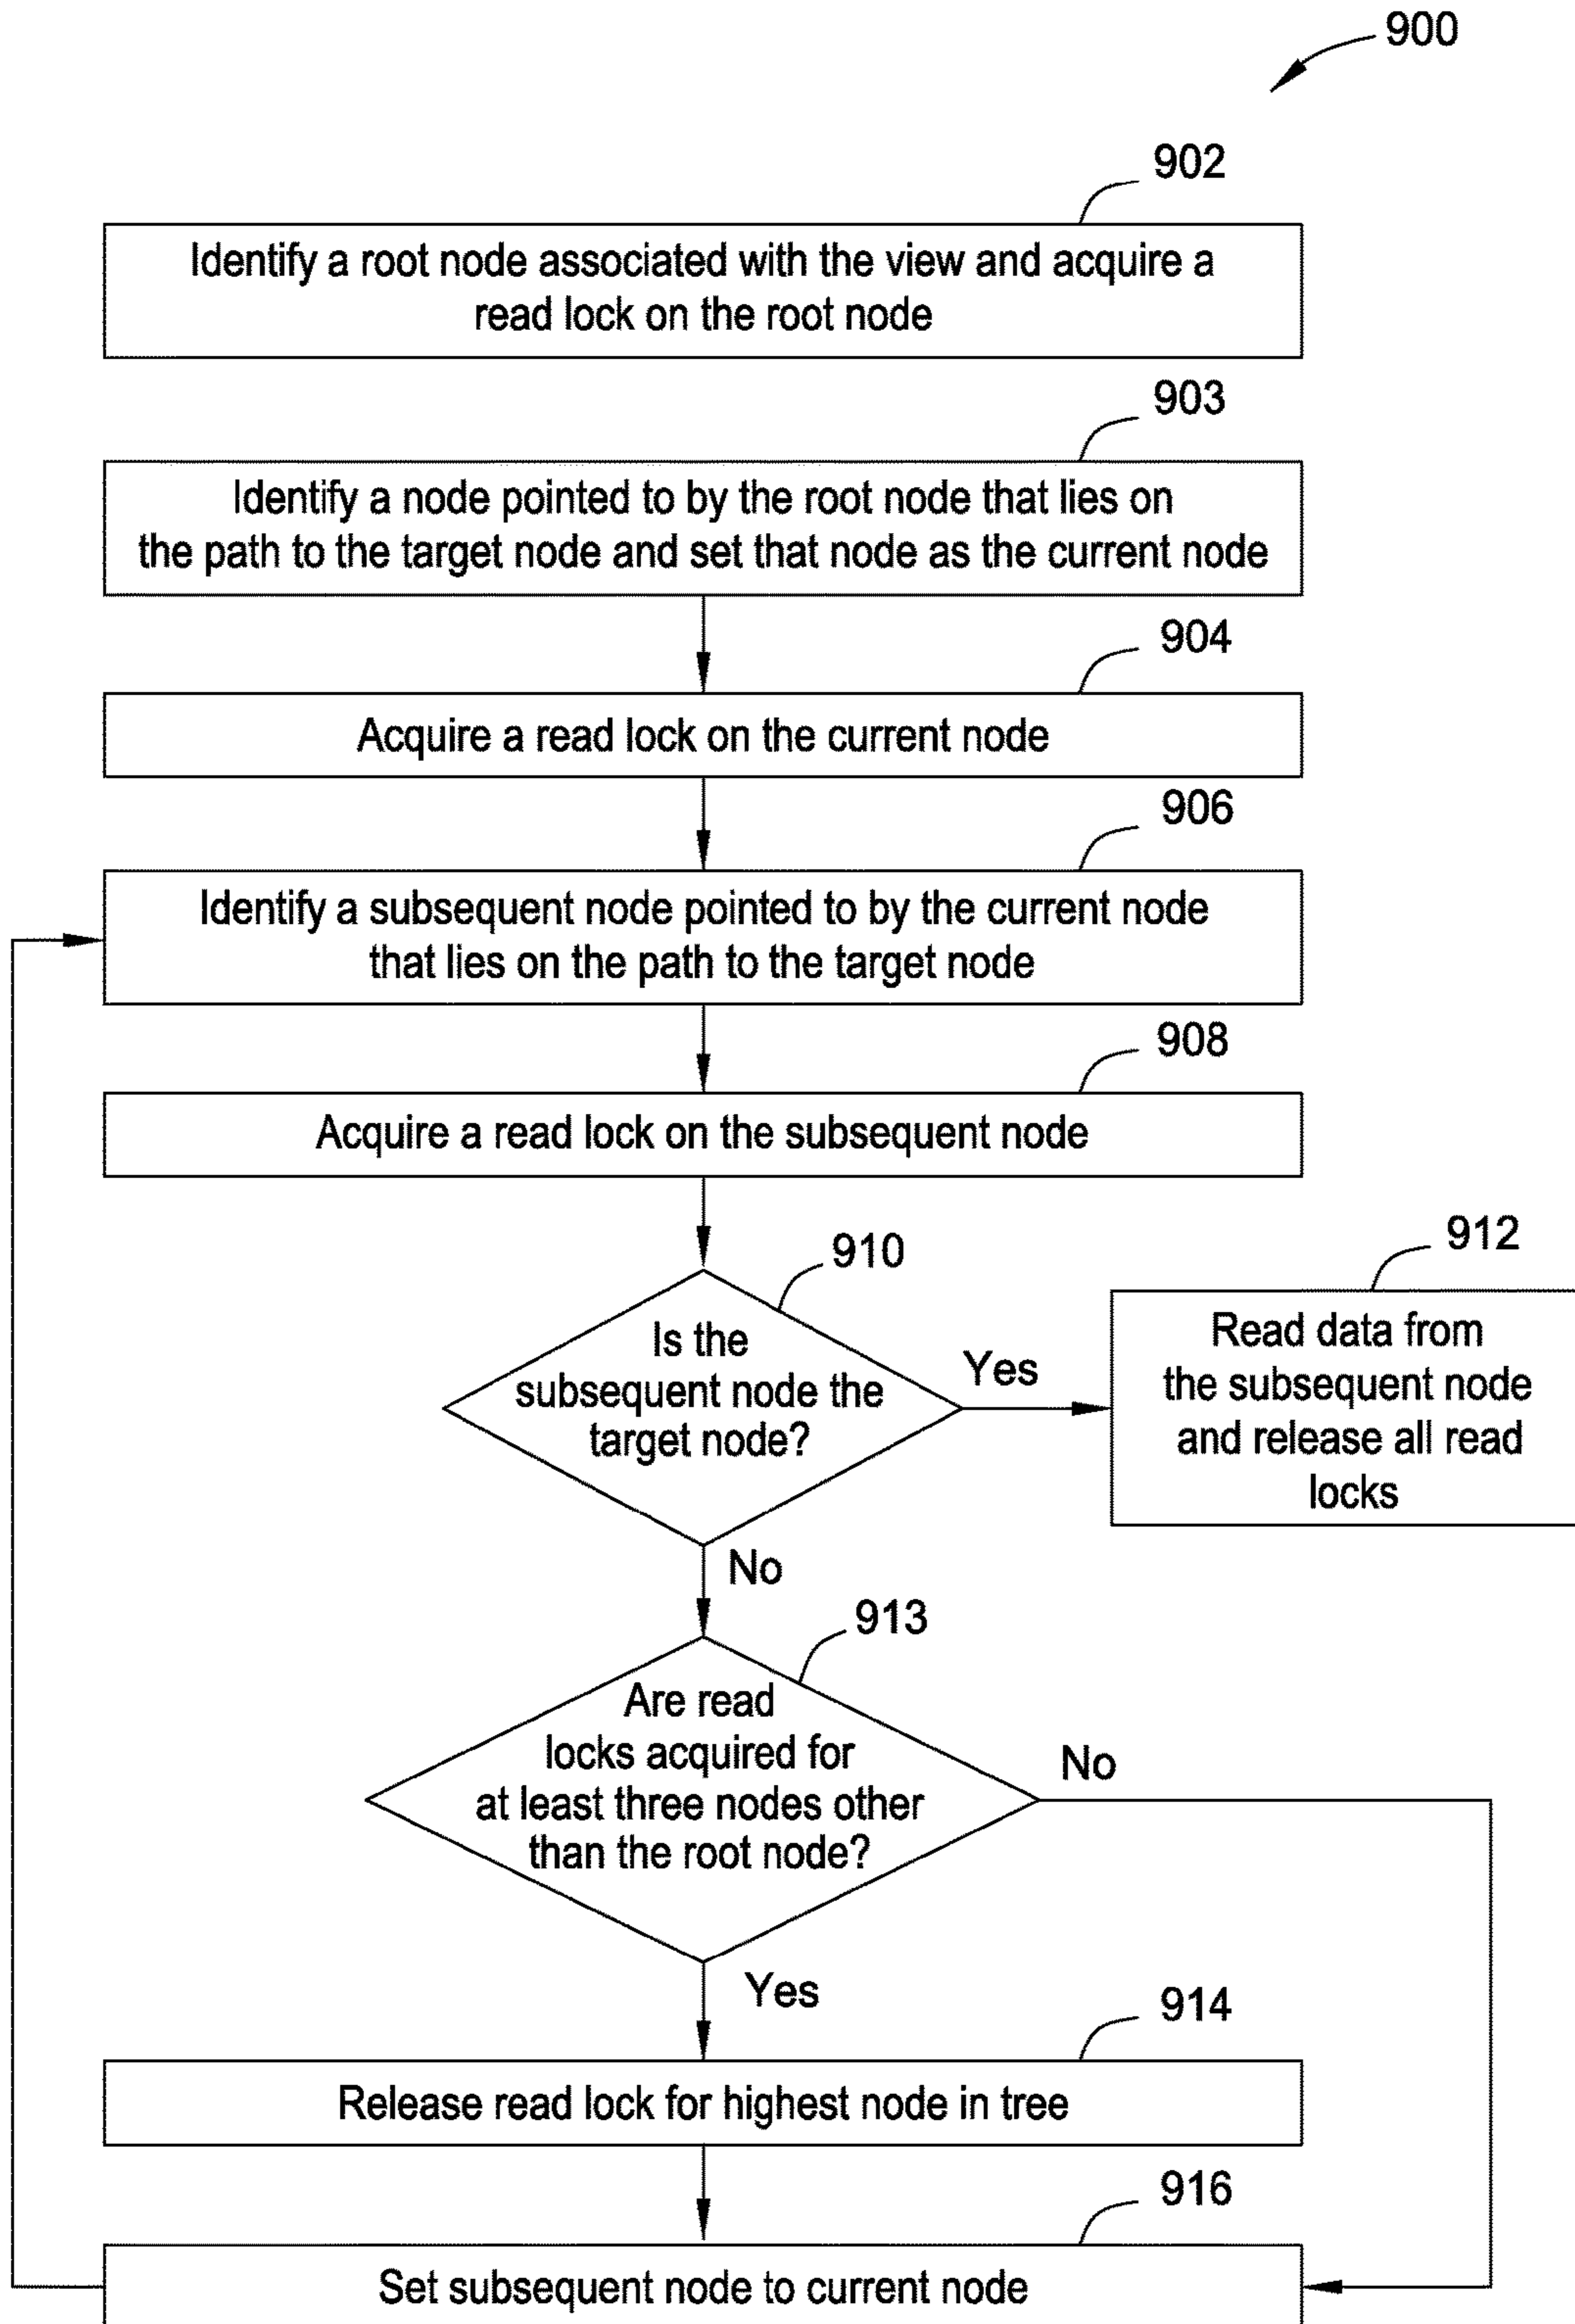 900
902
Identify a root node associated with the view and acquire a
read lock on the root node
903
Identify a node pointed to by the root node that lies on
the path to the target node and set that node as the current node
904
Acquire a read lock on the current node
906
Identify a subsequent node pointed to by the current node
that lies on the path to the target node
908
Acquire a read lock on the subsequent node
910
Is the
subsequent node the
target node?
Yes
912
Read data from
the subsequent node
and release all read
locks
No
913
Are read
locks acquired for
at least three nodes other
than the root node?
No
Yes
914
Release read lock for highest node in tree
916
Set subsequent node to current node